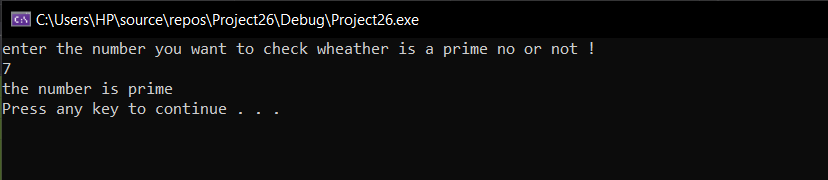 C:\Users\HP\source\repos\Project26\Debug\Project26.exe
enter the number you want to check wheather is a prime no or not !
7
the number is prime
Press any key to continue . . .